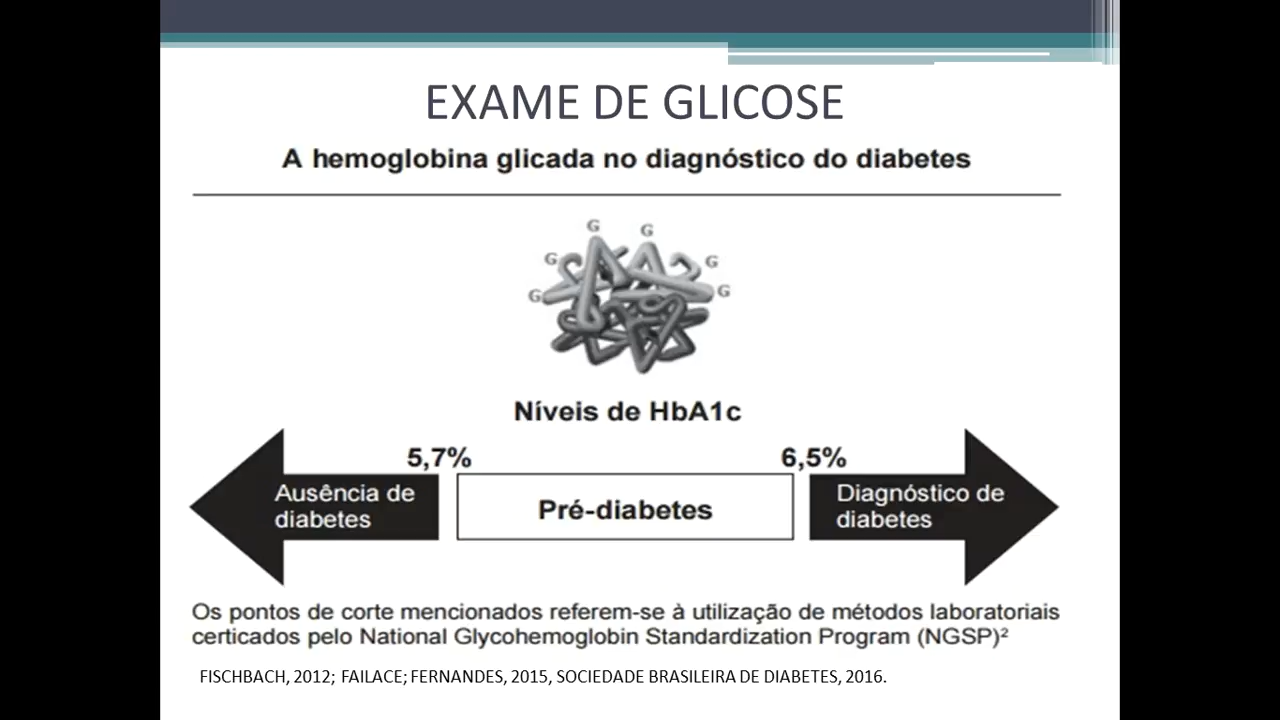 EXAME DE GLICOSE
A hemoglobina glicada no diagnóstico do diabetes
G
G
G
G
G
G
Níveis de HbA1c
5,7%
6,5%
Ausência de
diabetes
Pré-diabetes
Diagnóstico de
diabetes
Os pontos de corte mencionados referem-se à utilização de métodos laboratoriais
certicados pelo National Glycohemoglobin Standardization Program (NGSP)²
FISCHBACH, 2012; FAILACE; FERNANDES, 2015, SOCIEDADE BRASILEIRA DE DIABETES, 2016.